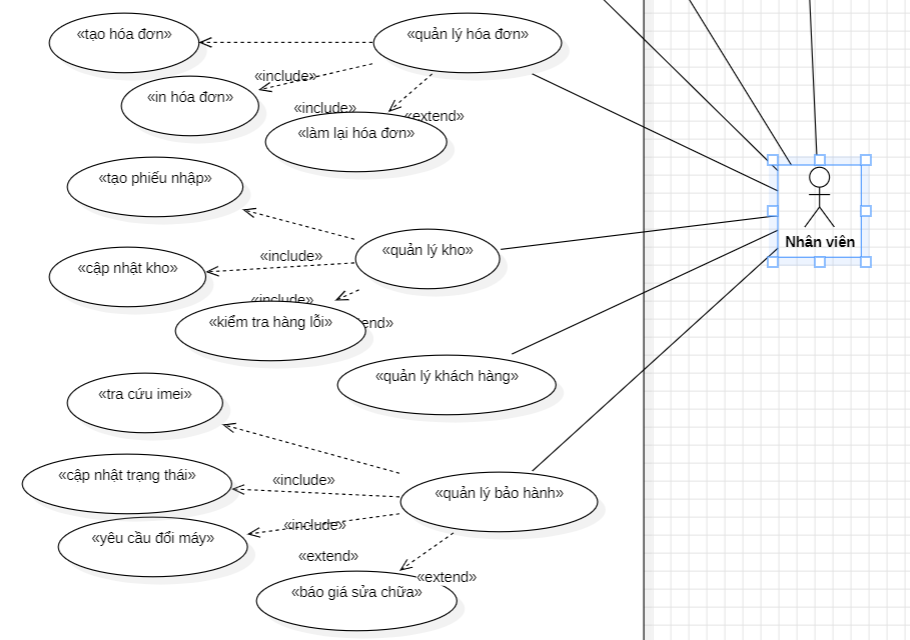 «tạo hóa đơn»
«quản lý hóa đơn»
«include»
«in hóa đơn»
«include»
«extend»
«làm lại hóa đơn»
«tạo phiếu nhập»
«quản lý kho»
«include»
«cập nhật kho»
«include»
«kiểm tra hàng lỗi»
end»
Nhân viên
«quản lý khách hàng»
«tra cứu imei»
«cập nhật trạng thái»
«include»
«quản lý bảo hành»
«include»
«yêu cầu đổi máy»
«extend»
«extend»
«báo giá sửa chữa»